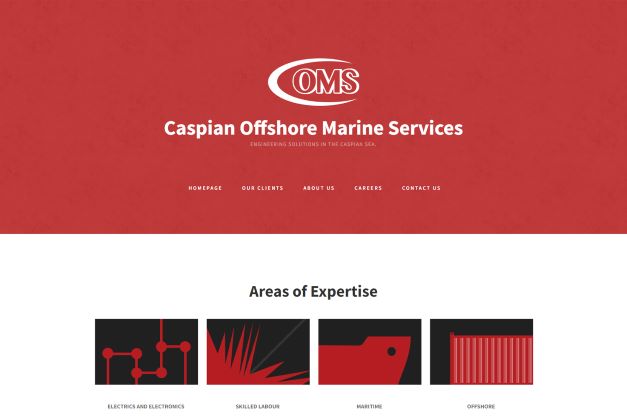 OMS
Caspian Offshore Marine Services
ENGINEERING SOLUTIONS IN THE CASPIAN SEA.
HOMEPAGE OUR CLIENTS ABOUT US CAREERS CONTACT US
Areas of Expertise
ELECTRICS AND ELECTRONICS SKILLED LABOUR MARITIME OFFSHORE